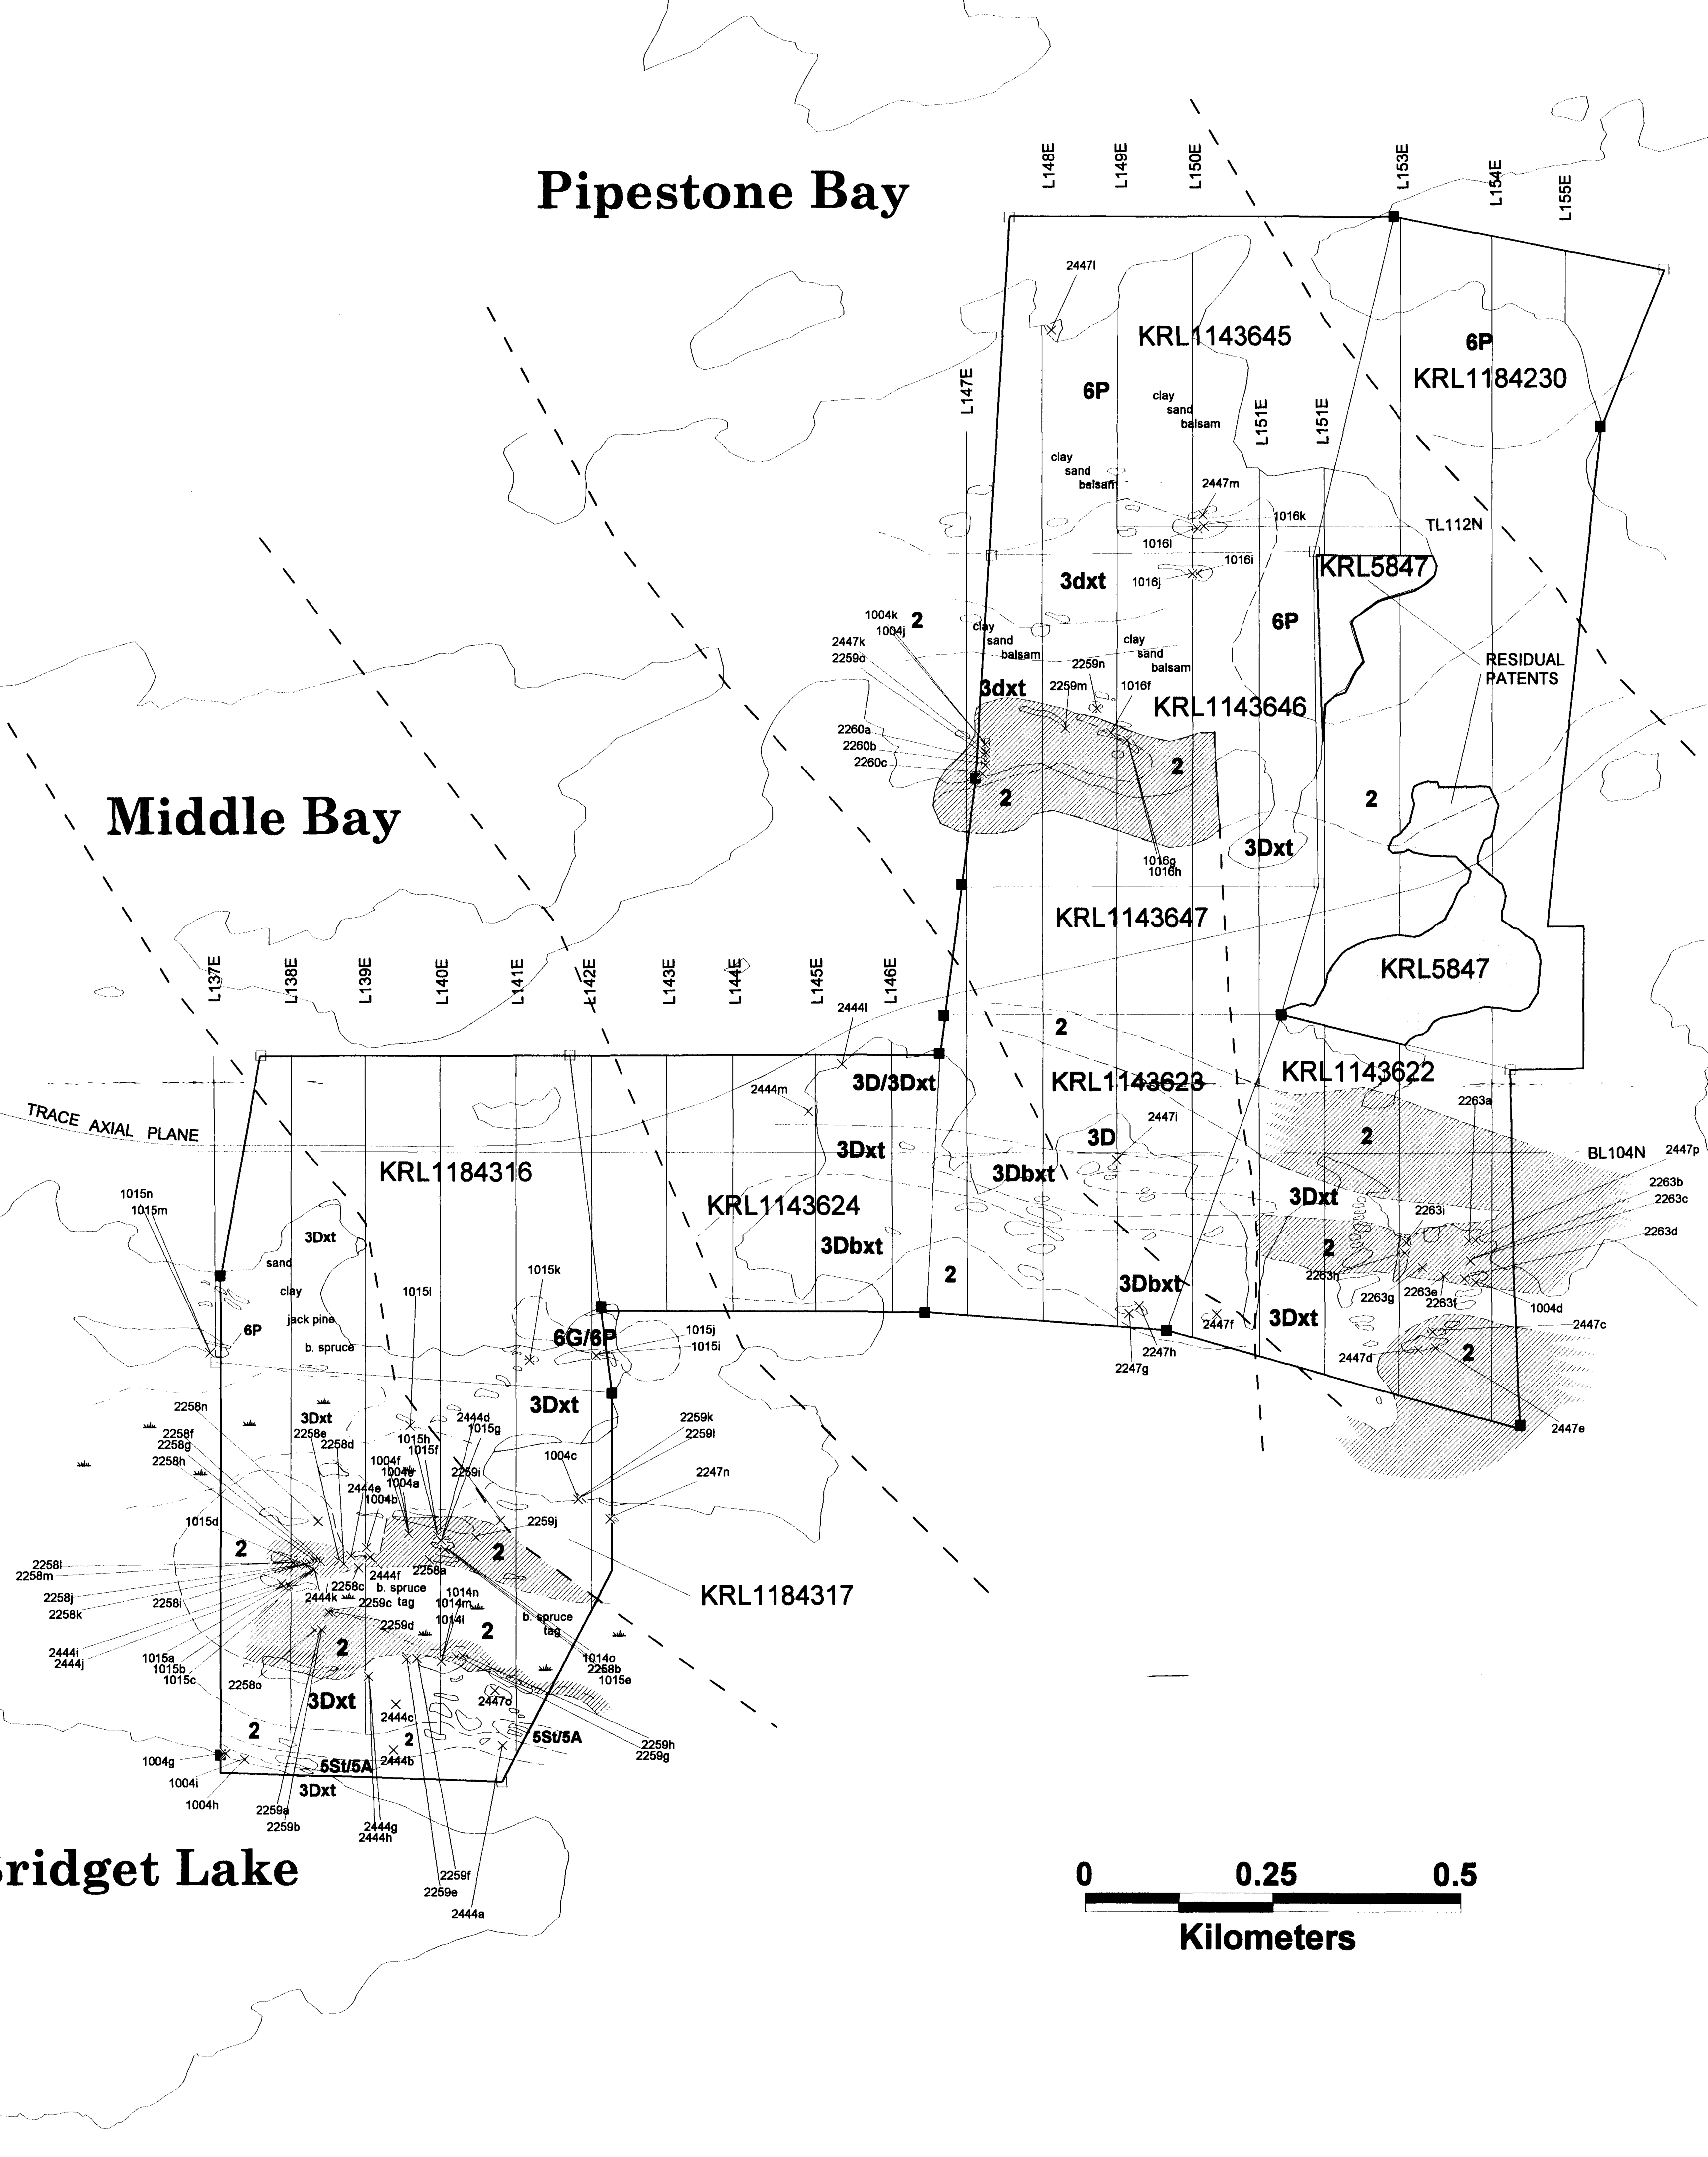 Pipestone Bay
L148E
L149E
L150E
L153E
L154E
L155E
2447l
KRL1143645
6P
KRL1184230
L147E
6P
clay
sand
balsam
L151E
L151E
clay
sand
balsam
2447m
1016k
TL112N
1016l
1016i
1016j
3dxt
KRL5847
1004k
1004j
2
2447k
2259o
clay
sand
balsam
clay
sand
balsam
6P
2259n
RESIDUAL
PATENTS
3dxt
2259m
1016f
KRL1143646
2260a
2260b
2260c
2
2
2
Middle Bay
3Dxt
1016g
1016h
KRL1143647
KRL5847
L137E
L138E
L139E
L140E
L141E
L142E
L143E
L144E
L145E
L146E
2444l
2
3D/3Dxt
KRL1143623
KRL1143622
2444m
2263a
2447i
TRACE AXIAL PLANE
3D
2
3Dxt
BL104N
2447p
KRL1184316
3Dbxt
2263b
2263c
3Dxt
1015n
1015m
KRL1143624
2263i
2263d
3Dxt
3Dbxt
2
sand
2
2263h
3Dbxt
1015k
clay
1015l
2263g
2263e
2263f
1004d
jack pine
6P
6G/6P
1015j
1015i
b. spruce
2447f
3Dxt
2447c
2247h
2247g
2447d
2
2447e
3Dxt
2258n
3Dxt
2444d
1015g
2259k
2259l
2258f
2258g
2258h
2258e
2258d
1015h
1015f
1004f
1004e
1004a
2259i
1004c
2247n
2444e
1004b
1015d
2259j
2
2
2258l
2258m
2258a
2444f
2258c
b. spruce
tag
2258j
2258k
2258i
2444k
2259c
1014n
1014m
1014l
KRL1184317
b. spruce
tag
2259d
2
2
2444i
2444j
1015a
1015b
1015c
1014o
2258b
1015e
2258o
3Dxt
2447o
2444c
2
2
5St/5A
2259h
2259g
1004g
2444b
5St/5A
1004i
3Dxt
1004h
2259a
2259b
2444g
2444h
Bridget Lake
2259f
2259e
2444a
0 0.25 0.5
Kilometers